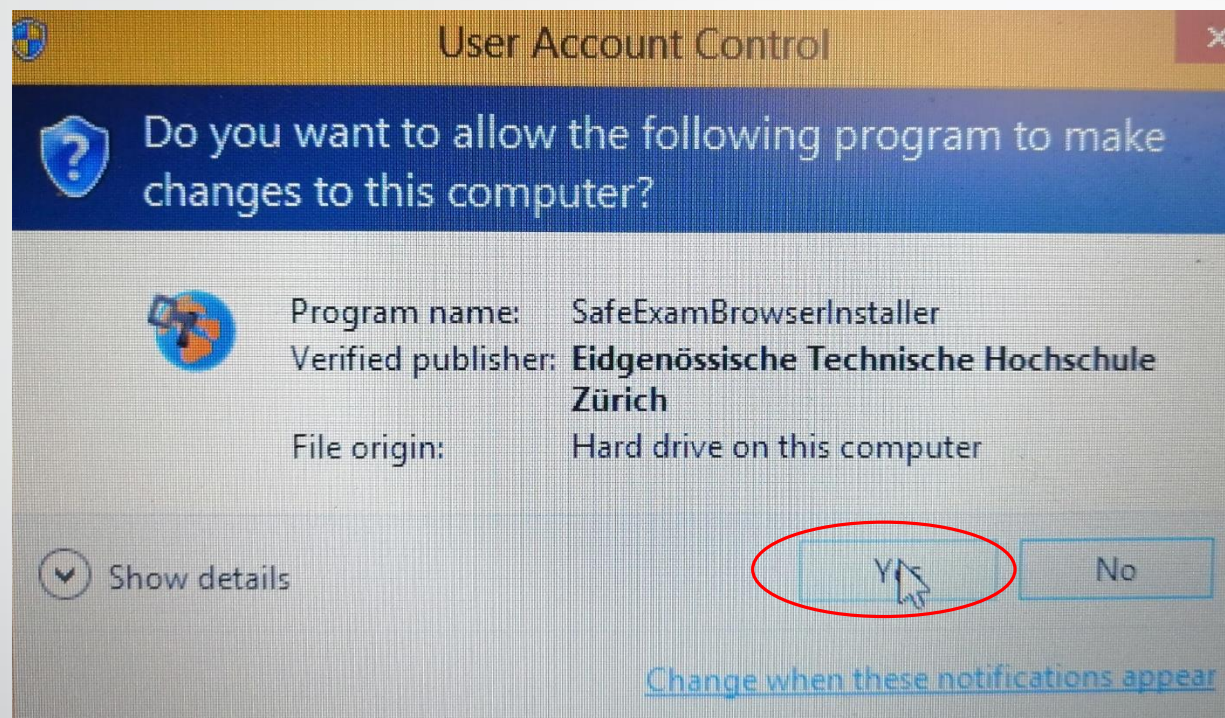 User Account Control
Do you want to allow the following program to make
changes to this computer?
Program name: SafeExamBrowserInstaller
Verified publisher: Eidgenössische Technische Hochschule
Zürich
File origin: Hard drive on this computer
Show details
Yes
No
Change when these notifications appear